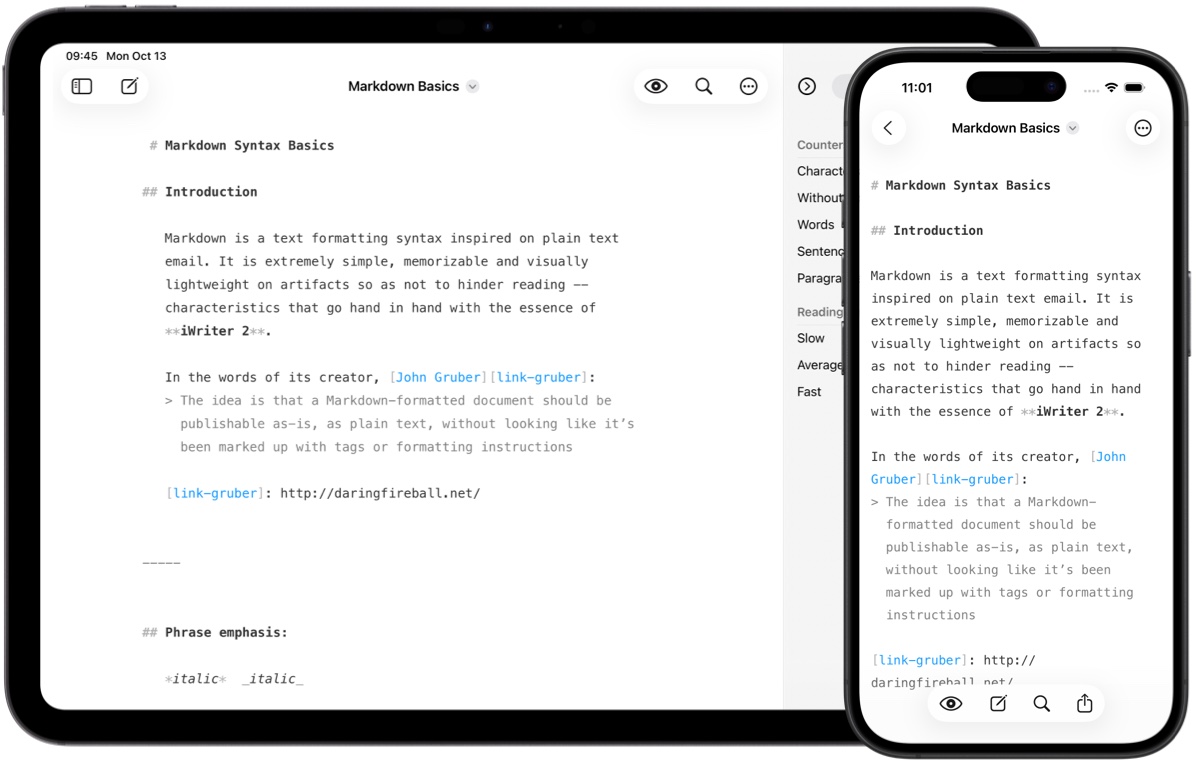 09:45 Mon Oct 13
Markdown Basics
# Markdown Syntax Basics
## Introduction
Markdown is a text formatting syntax inspired on plain text
email. It is extremely simple, memorizable and visually
lightweight on artifacts so as not to hinder reading --
characteristics that go hand in hand with the essence of
**iWriter 2**.
In the words of its creator, [John Gruber][link-gruber]:
> The idea is that a Markdown-formatted document should be
publishable as-is, as plain text, without looking like it’s
been marked up with tags or formatting instructions
[link-gruber]: http://daringfireball.net/
-----
## Phrase emphasis:
*italic* _italic_
Counter
Charact
Without
Words
Sentenc
Paragra
Reading
Slow
Average
Fast
11:01
Markdown Basics
# Markdown Syntax Basics
## Introduction
Markdown is a text formatting syntax
inspired on plain text email. It is
extremely simple, memorizable and
visually lightweight on artifacts so
as not to hinder reading --
characteristics that go hand in hand
with the essence of **iWriter 2**.
In the words of its creator, [John
Gruber][link-gruber]:
> The idea is that a Markdown-
formatted document should be
publishable as-is, as plain text,
without looking like it’s been
marked up with tags or formatting
instructions
[link-gruber]: http://
daringfireball.net/